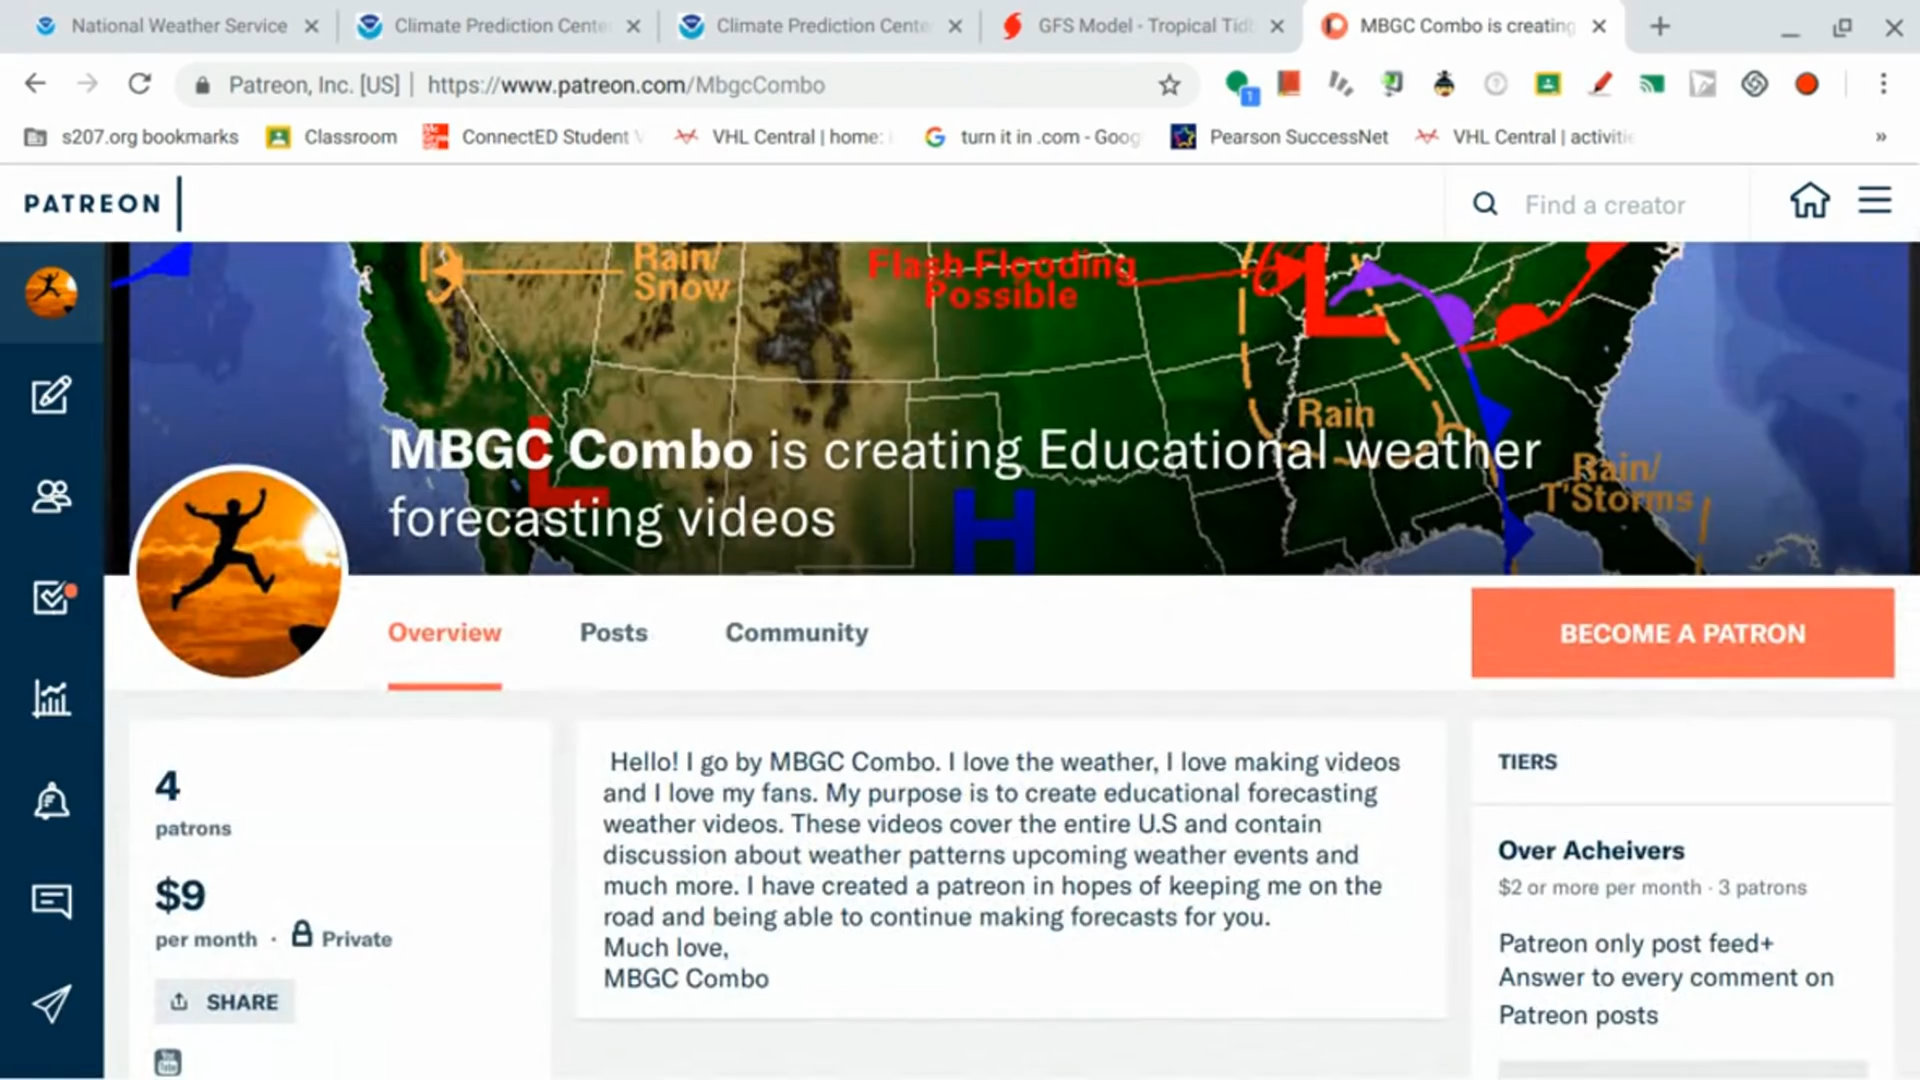 National Weather Service
Climate Prediction Cente
Climate Prediction Cente
GFS Model - Tropical Tidb
MBGC Combo is creating
Patreon, Inc. [US] | https://www.patreon.com/MbgcCombo
1
s207.org bookmarks
Classroom
ConnectED Student
VHL Central | home:
turn it in .com - Goog
Pearson SuccessNet
VHL Central | activitie
»
PATREON
Find a creator
Rain/
Snow
Flash Flooding
Possible
L
Rain
L
H
Rain/
T'Storms
MBGC Combo is creating Educational weather
forecasting videos
Overview
Posts
Community
BECOME A PATRON
4
patrons
$9
per month · Private
SHARE
You
Tube
Hello! I go by MBGC Combo. I love the weather, I love making videos
and I love my fans. My purpose is to create educational forecasting
weather videos. These videos cover the entire U.S and contain
discussion about weather patterns upcoming weather events and
much more. I have created a patreon in hopes of keeping me on the
road and being able to continue making forecasts for you.
Much love,
MBGC Combo
TIERS
Over Acheivers
$2 or more per month · 3 patrons
Patreon only post feed+
Answer to every comment on
Patreon posts